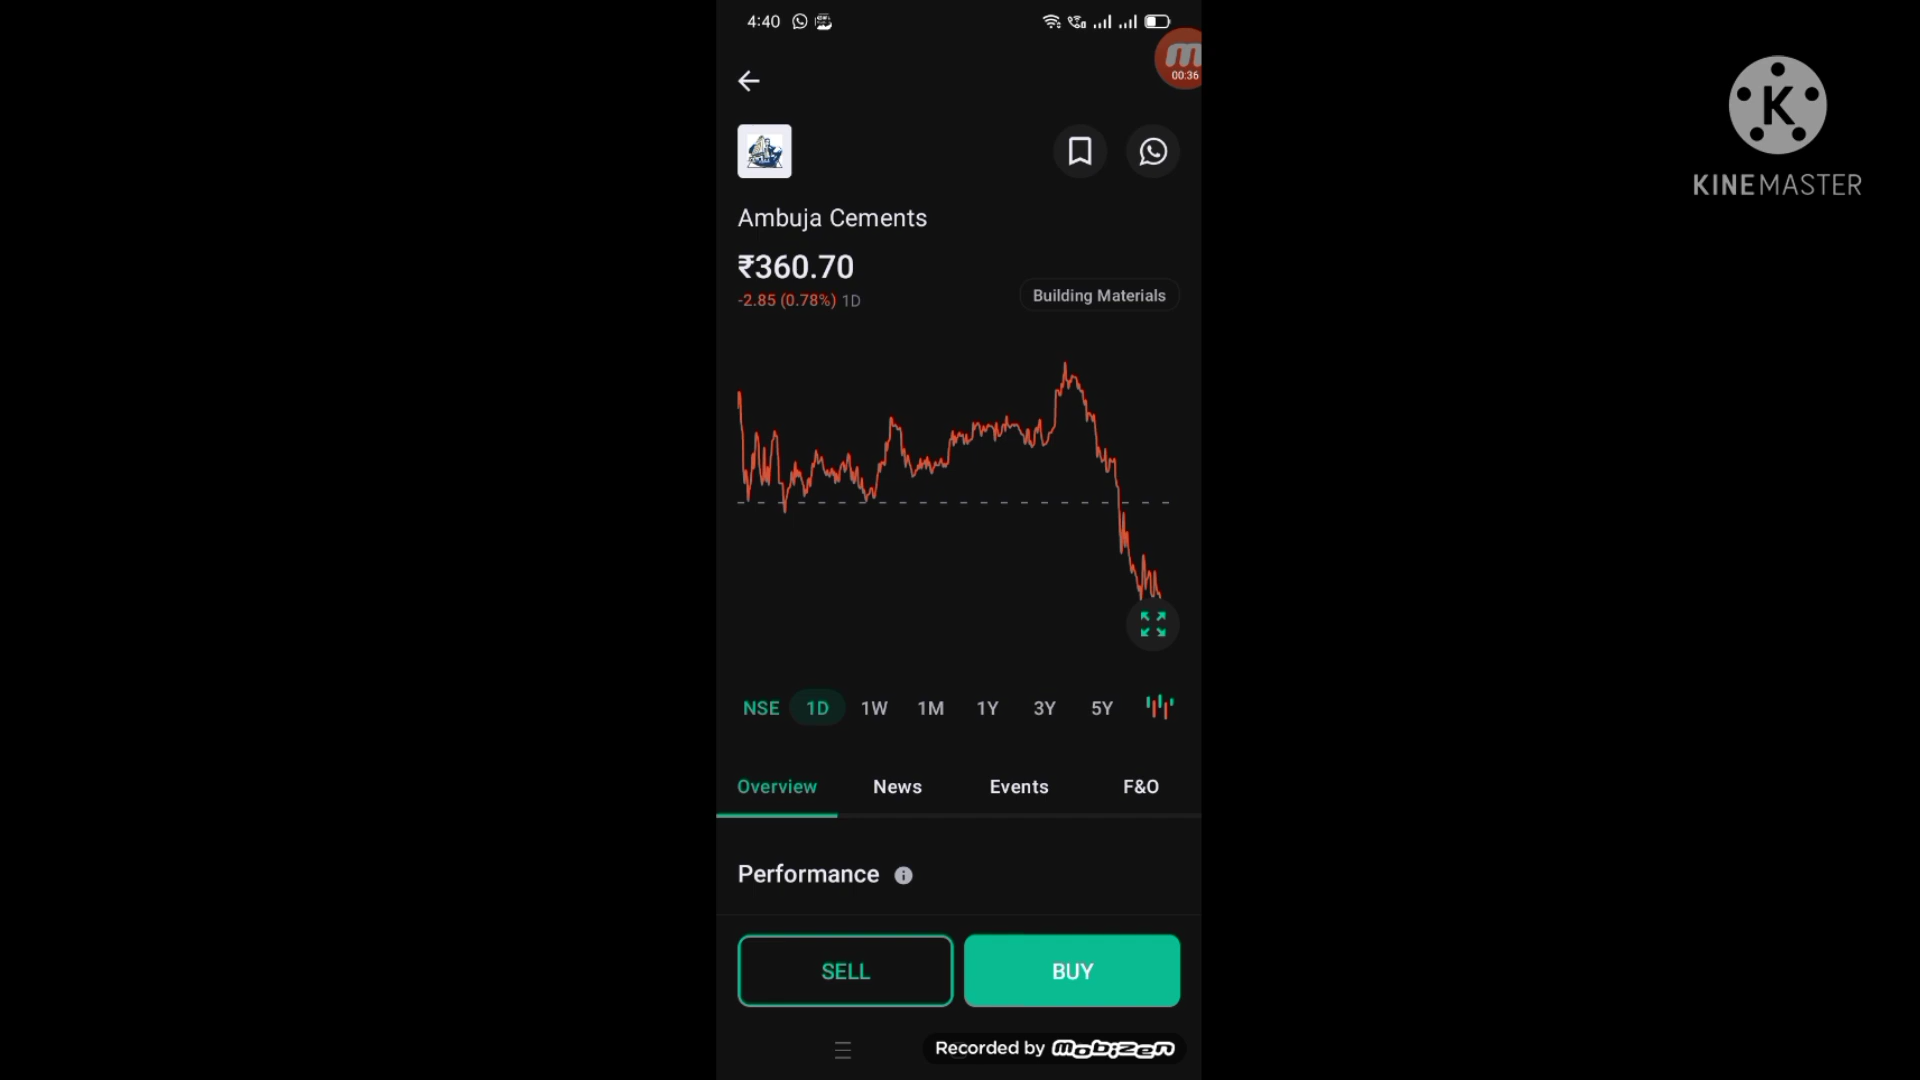 4:40
00:36
K
KINEMASTER
Ambuja Cements
₹360.70
-2.85 (0.78%) 1D
Building Materials
NSE 1D 1W 1M 1Y 3Y 5Y
Overview News Events F&O
Performance
SELL BUY
Recorded by mobizen